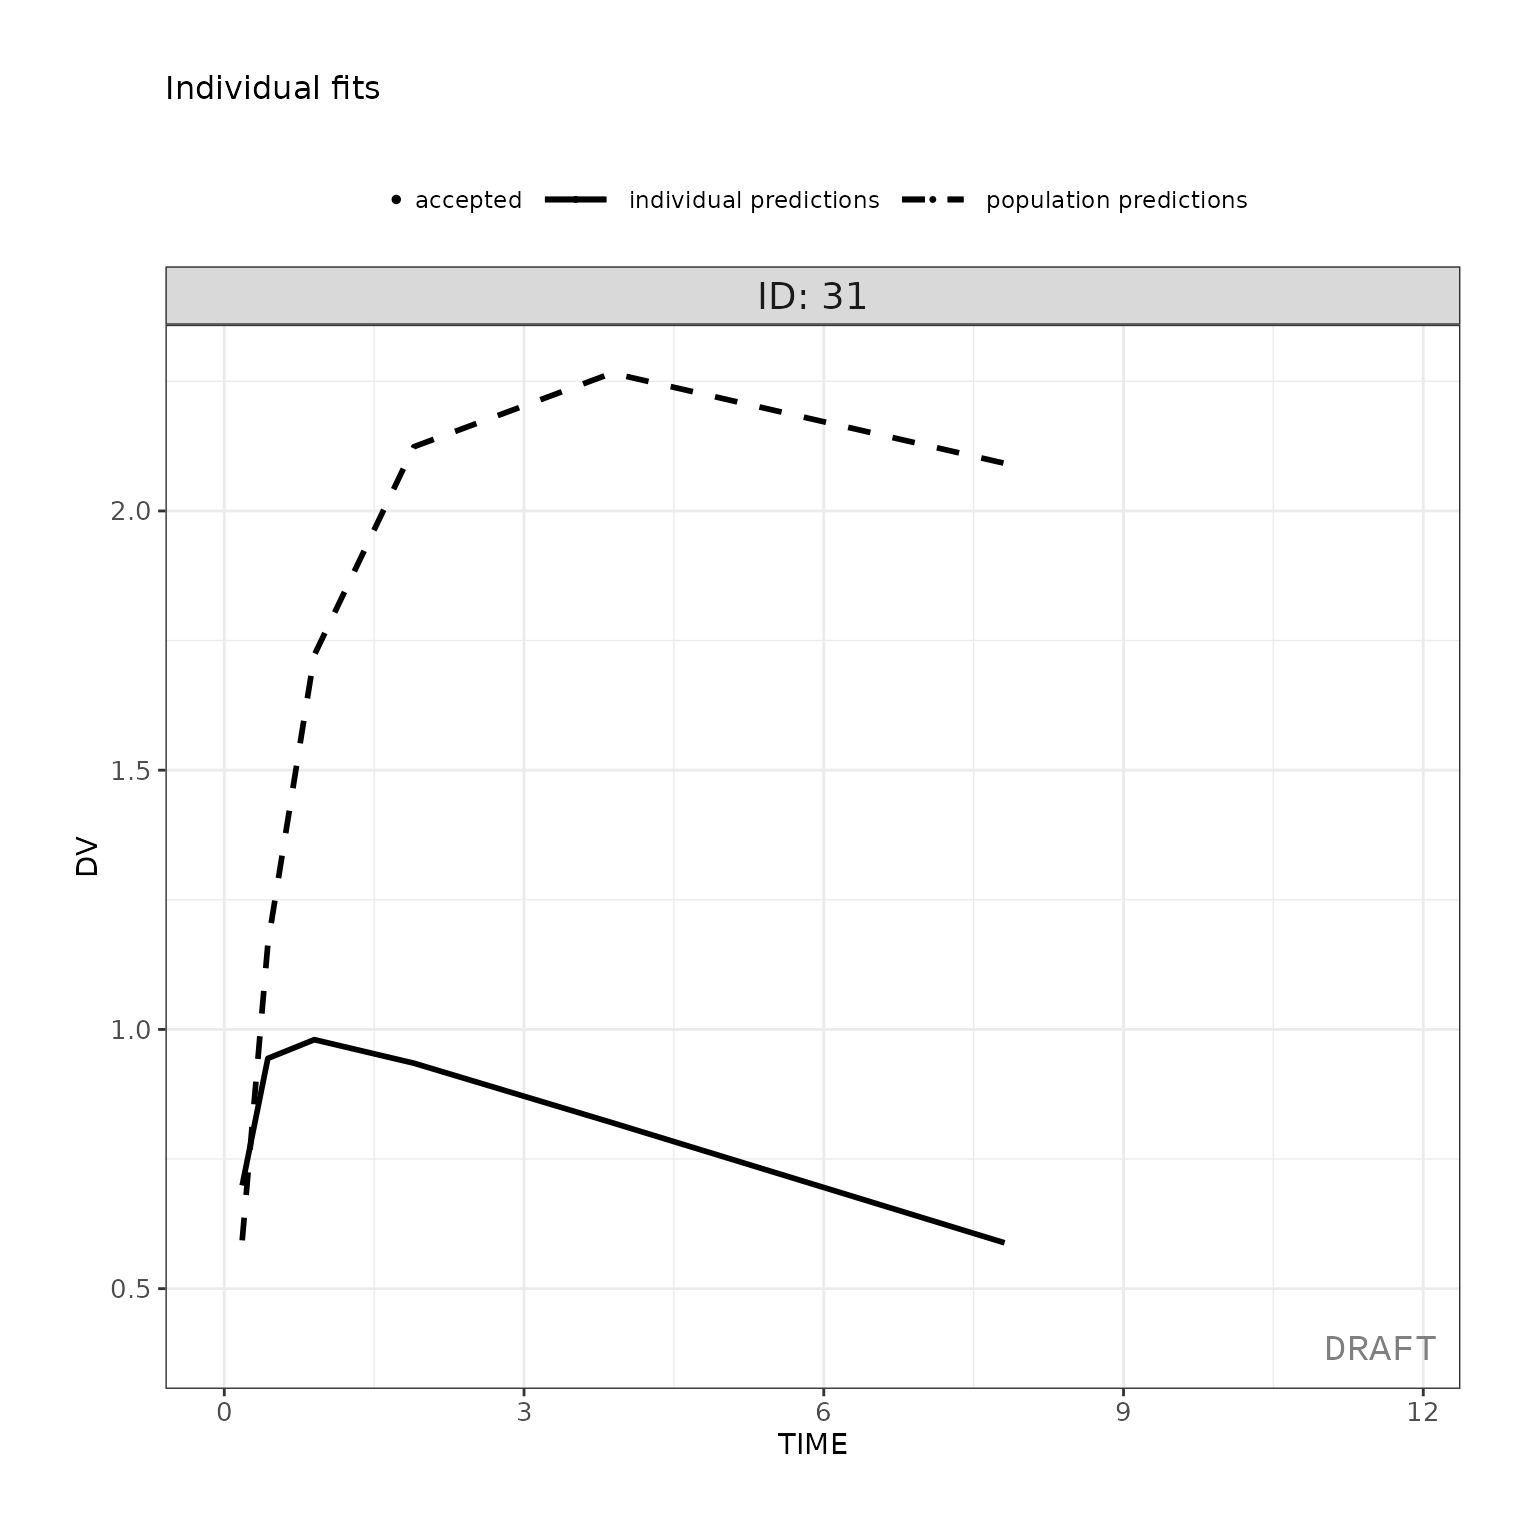 Individual fits
accepted individual predictions population predictions
ID: 31
2.0
1.5
1.0
0.5
DV
DRAFT
0 3 6 9 12
TIME